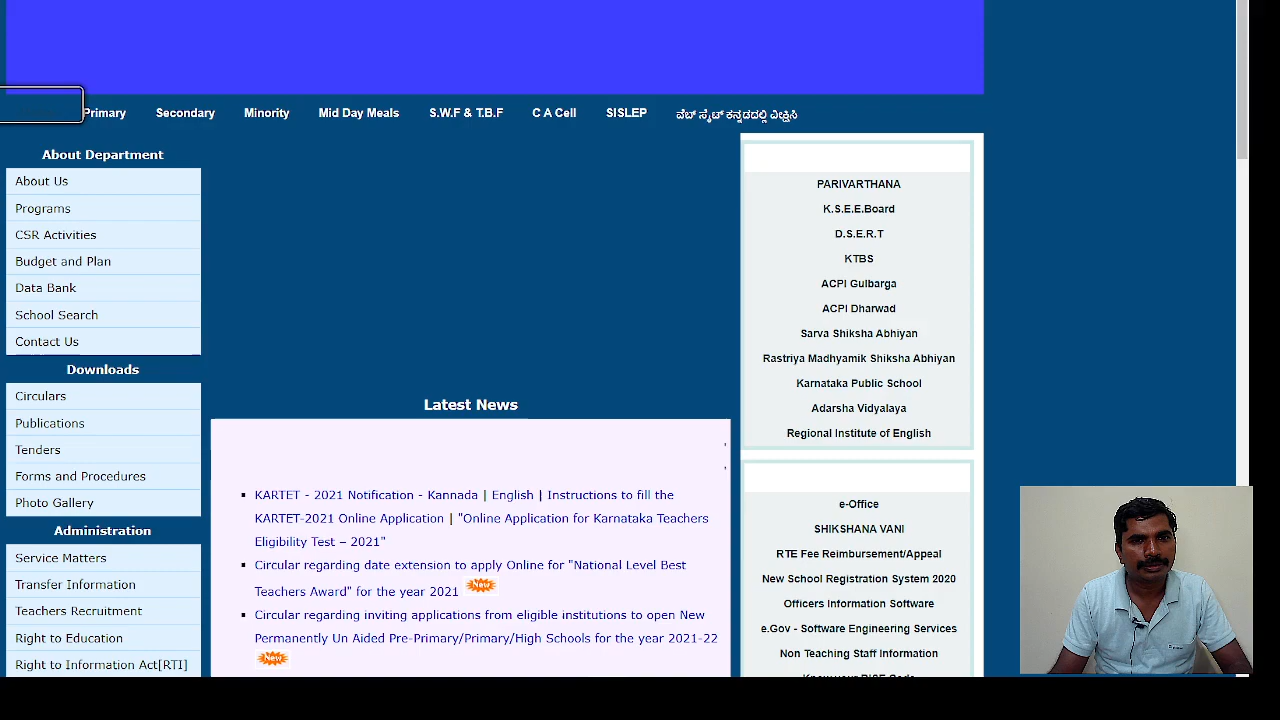 Primary
Secondary
Minority
Mid Day Meals
S.W.F & T.B.F
C A Cell
SISLEP
ವೆಬ್ ಸೈಟ್ ಕನ್ನಡದಲ್ಲಿ ವೀಕ್ಷಿಸಿ
About Department
About Us
Programs
CSR Activities
Budget and Plan
Data Bank
School Search
Contact Us
Downloads
Circulars
Publications
Tenders
Forms and Procedures
Photo Gallery
Administration
Service Matters
Transfer Information
Teachers Recruitment
Right to Education
Right to Information Act[RTI]
Latest News
KARTET - 2021 Notification - Kannada | English | Instructions to fill the
KARTET-2021 Online Application | "Online Application for Karnataka Teachers
Eligibility Test – 2021"
Circular regarding date extension to apply Online for "National Level Best
Teachers Award" for the year 2021 New
Circular regarding inviting applications from eligible institutions to open New
Permanently Un Aided Pre-Primary/Primary/High Schools for the year 2021-22
New
PARIVARTHANA
K.S.E.E.Board
D.S.E.R.T
KTBS
ACPI Gulbarga
ACPI Dharwad
Sarva Shiksha Abhiyan
Rastriya Madhyamik Shiksha Abhiyan
Karnataka Public School
Adarsha Vidyalaya
Regional Institute of English
e-Office
SHIKSHANA VANI
RTE Fee Reimbursement/Appeal
New School Registration System 2020
Officers Information Software
e.Gov - Software Engineering Services
Non Teaching Staff Information